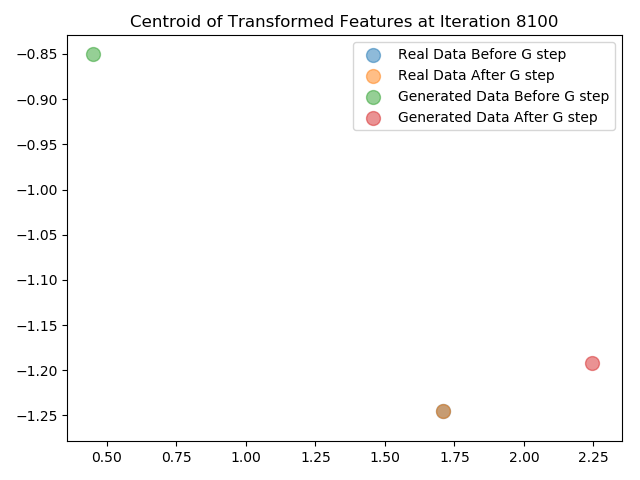 Centroid of Transformed Features at Iteration 8100
Real Data Before G step
Real Data After G step
Generated Data Before G step
Generated Data After G step
−0.85
−0.90
−0.95
−1.00
−1.05
−1.10
−1.15
−1.20
−1.25
0.50 0.75 1.00 1.25 1.50 1.75 2.00 2.25